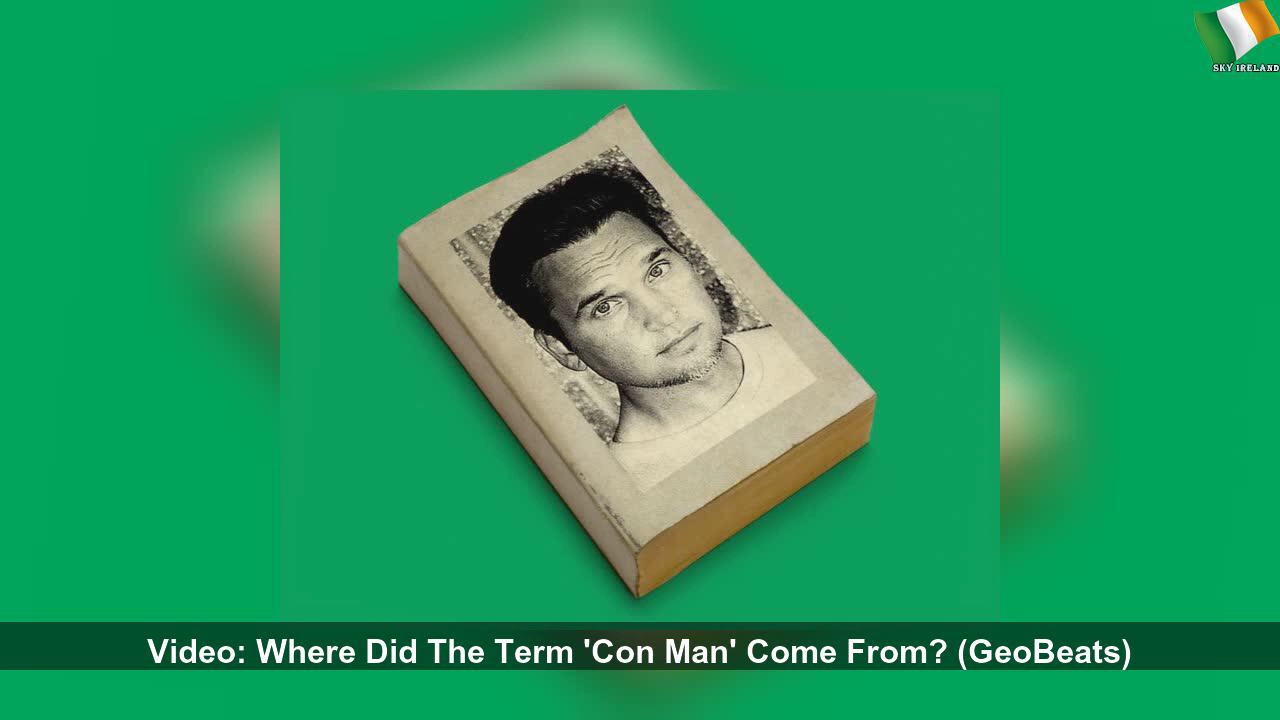 SKY IRELAND
Video: Where Did The Term 'Con Man' Come From? (GeoBeats)